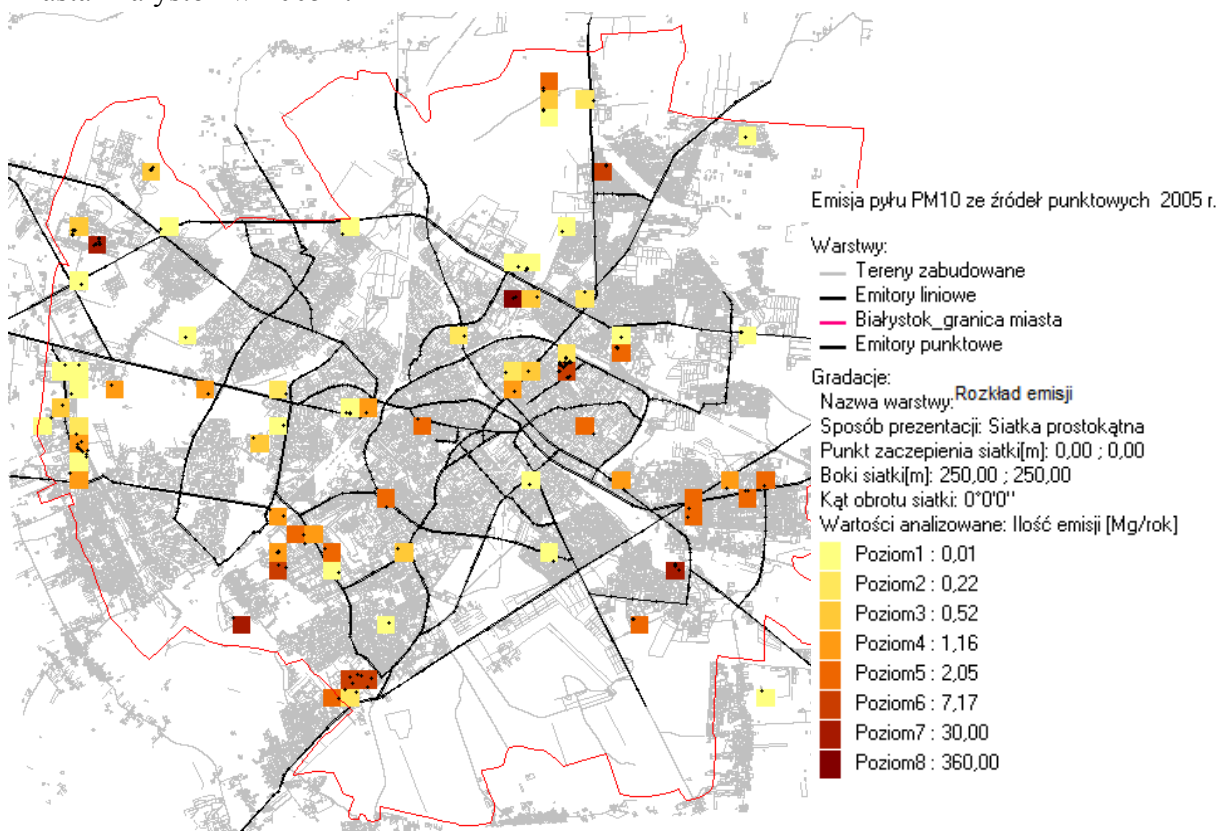 Emisja pyłu PM10 ze źródeł punktowych 2005 r.
Warstwy:
Tereny zabudowane
Emitory liniowe
Białystok_granica miasta
Emitory punktowe
Gradacje:
Nazwa warstwy: Rozkład emisji
Sposób prezentacji: Siatka prostokątna
Punkt zaczepienia siatki[m]: 0,00 ; 0,00
Boki siatki[m]: 250,00 ; 250,00
Kąt obrotu siatki: 0°0'0"
Wartości analizowane: Ilość emisji [Mg/rok]
Poziom1 : 0,01
Poziom2 : 0,22
Poziom3 : 0,52
Poziom4 : 1,16
Poziom5 : 2,05
Poziom6 : 7,17
Poziom7 : 30,00
Poziom8 : 360,00